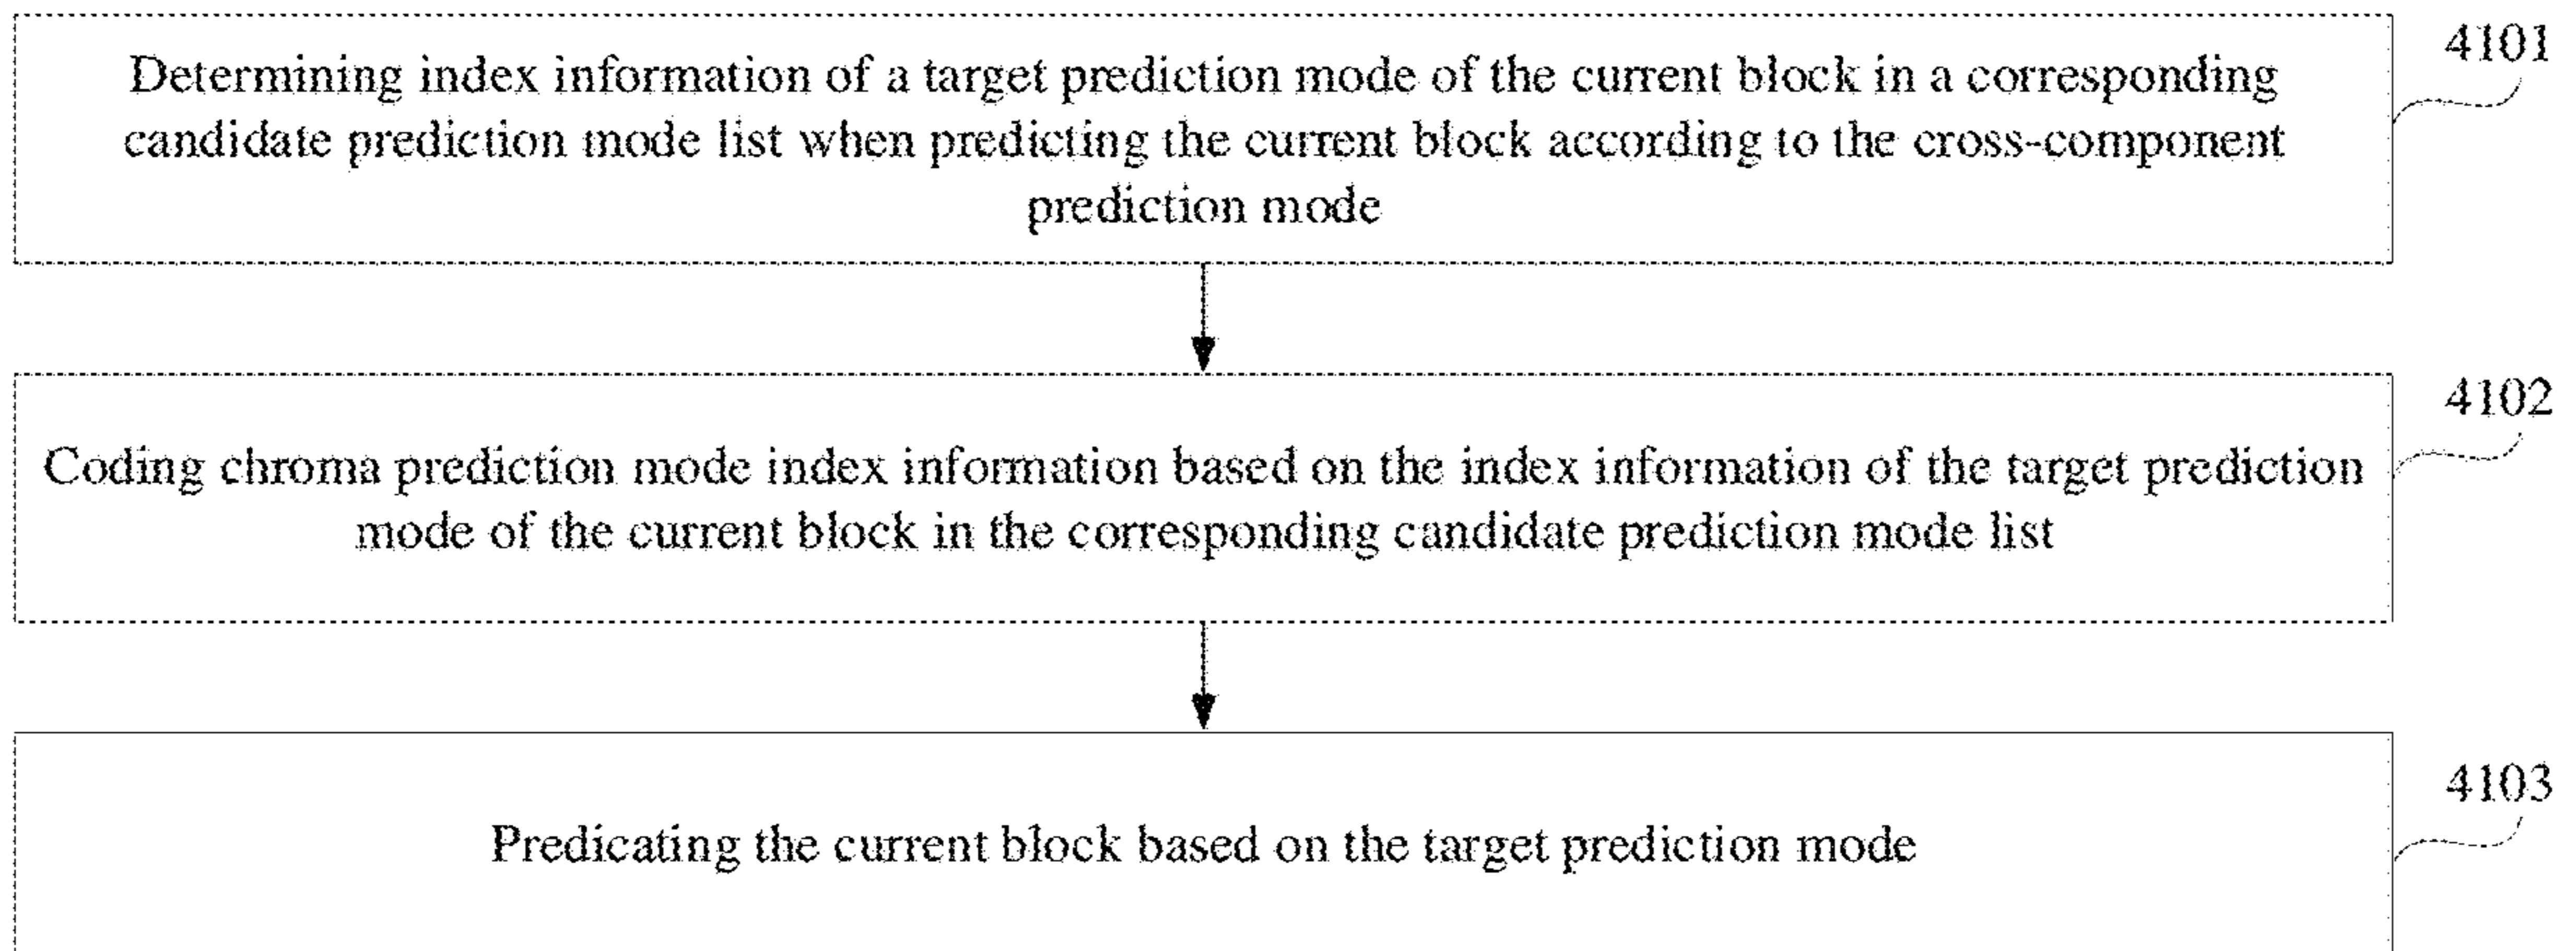 4101
Determining index information of a target prediction mode of the current block in a corresponding
candidate prediction mode list when predicting the current block according to the cross-component
prediction mode
4102
Coding chroma prediction mode index information based on the index information of the target prediction
mode of the current block in the corresponding candidate prediction mode list
4103
Predicating the current block based on the target prediction mode